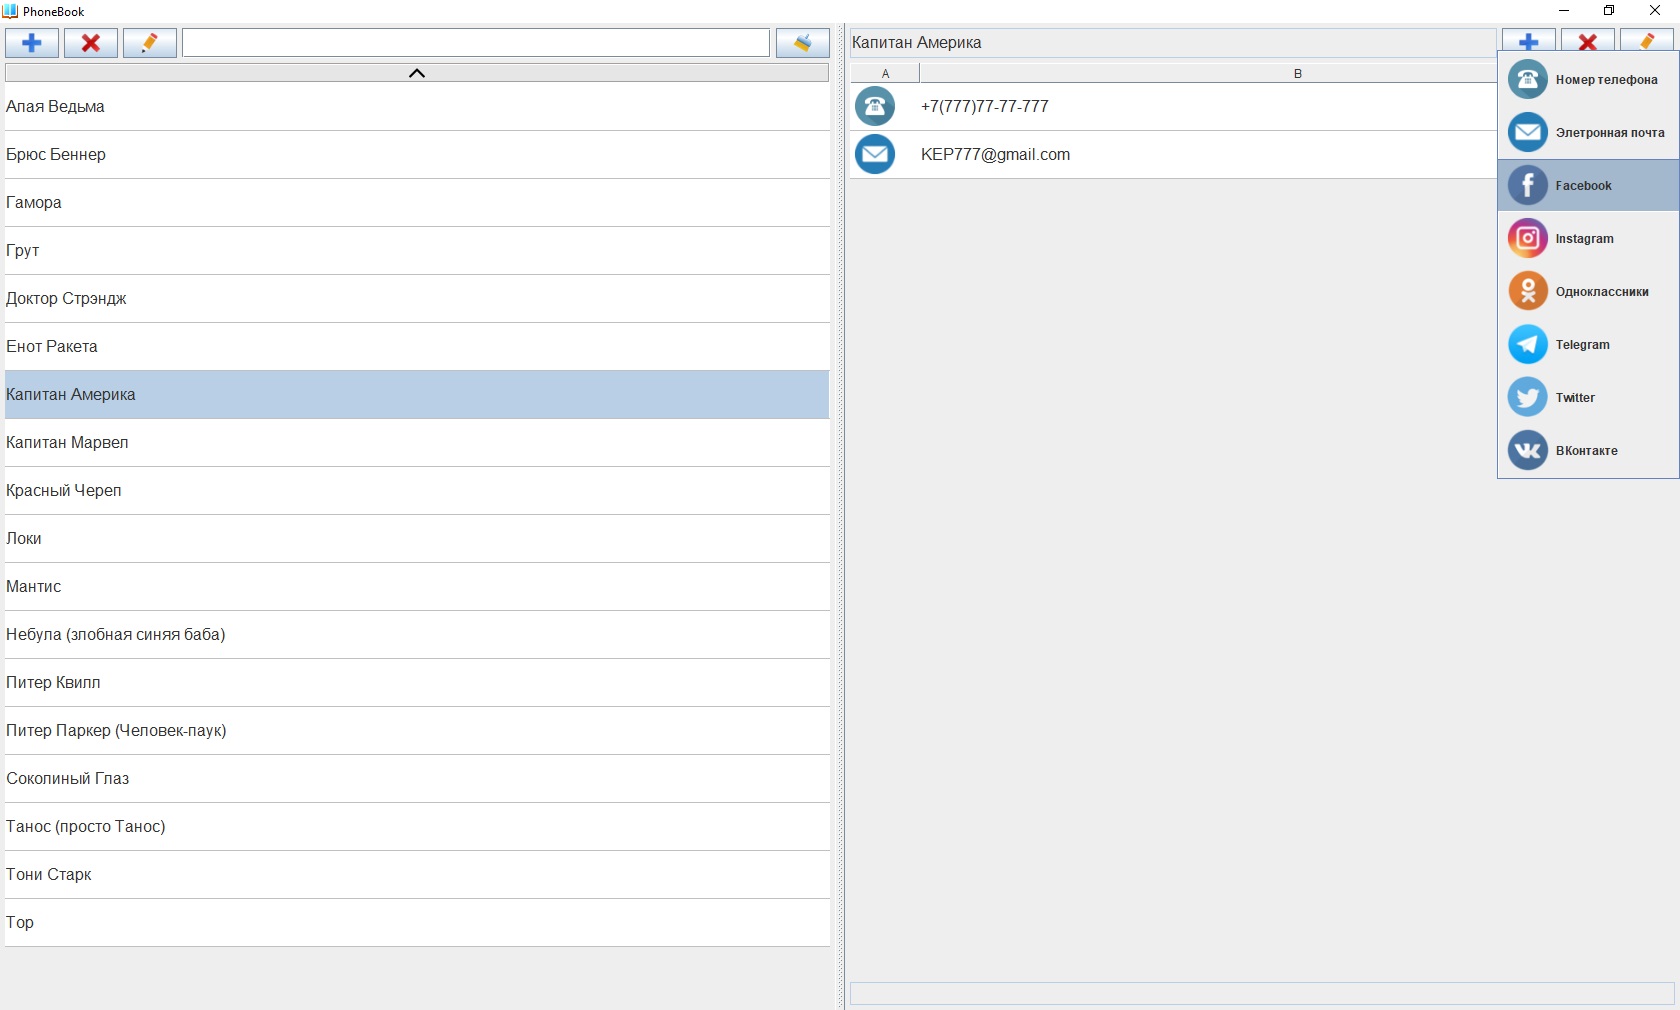 PhoneBook
Алая Ведьма
Брюс Беннер
Гамора
Грут
Доктор Стрэндж
Енот Ракета
Капитан Америка
Капитан Марвел
Красный Череп
Локи
Мантис
Небула (злобная синяя баба)
Питер Квилл
Питер Паркер (Человек-паук)
Соколиный Глаз
Танос (просто Танос)
Тони Старк
Тор
Капитан Америка
A B
+7(777)77-77-777
KEP777@gmail.com
Номер телефона
Элетронная почта
Facebook
Instagram
Одноклассники
Telegram
Twitter
ВКонтакте